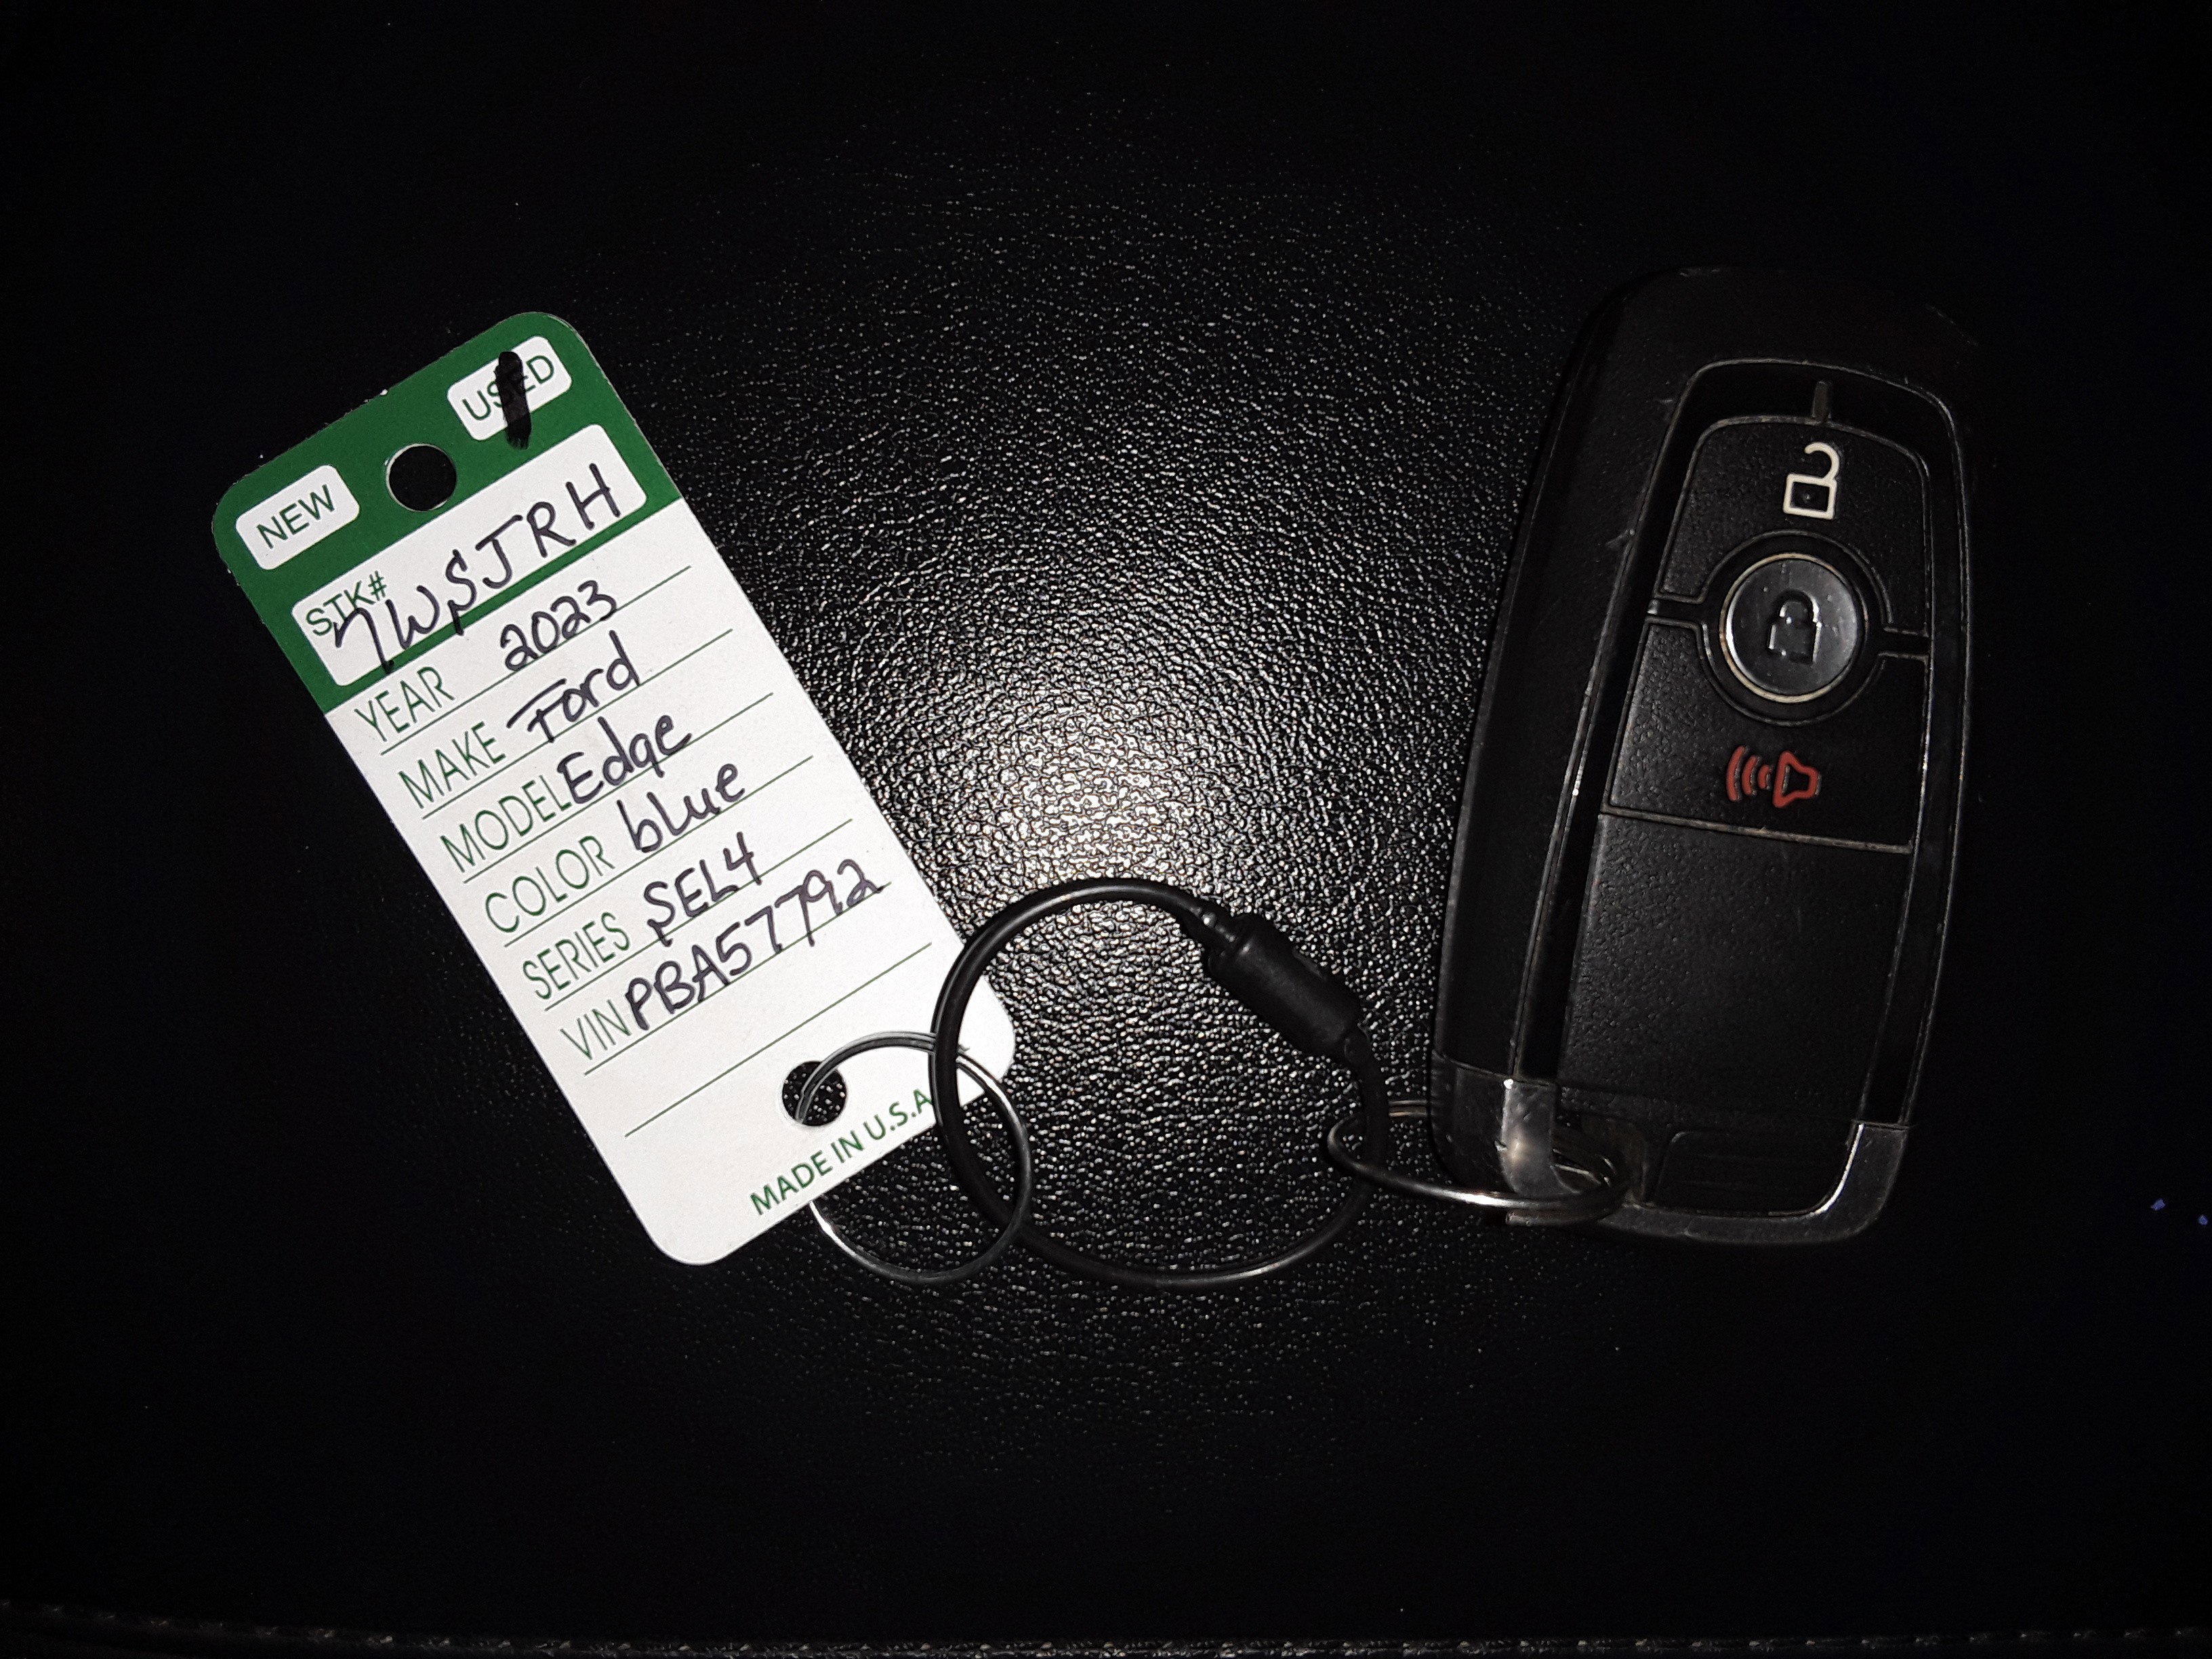 NEW USED
STK# 7WSJRH
YEAR 2023
MAKE Ford
MODEL Edge
COLOR blue
SERIES SEL4
VIN PBA57792
MADE IN U.S.A